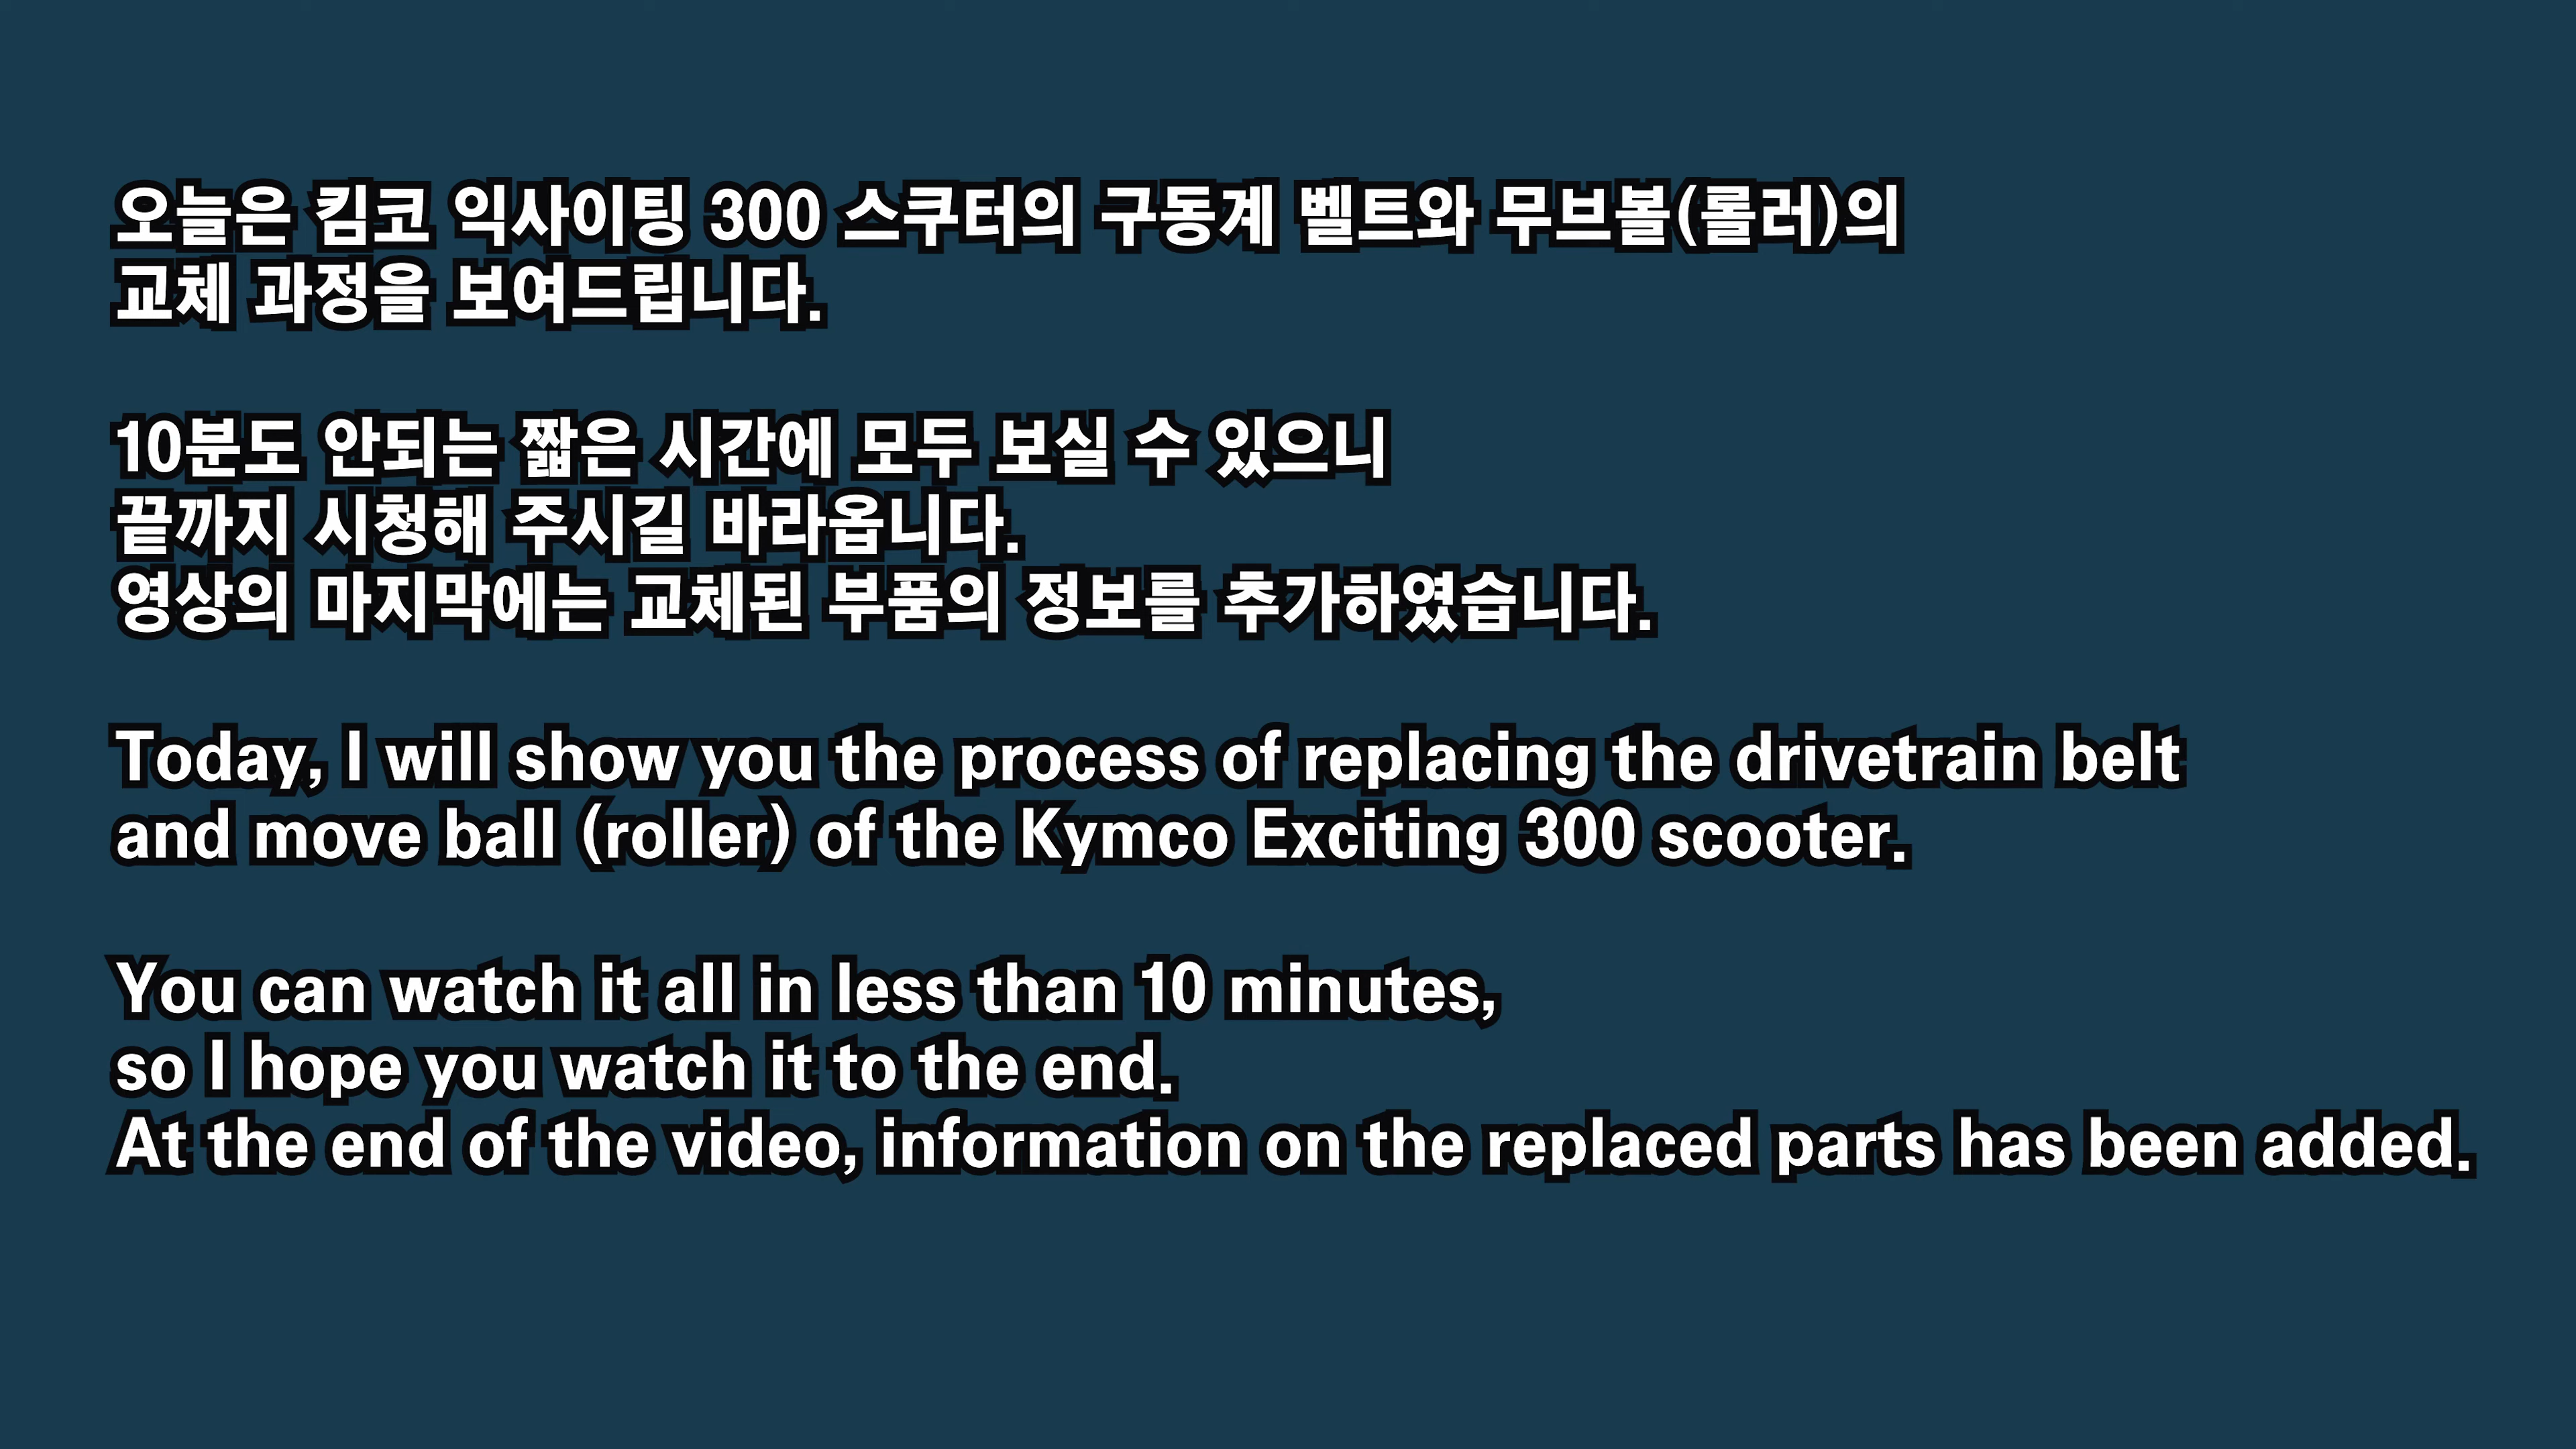 오늘은 킴코 익사이팅 300 스쿠터의 구동계 벨트와 무브볼(롤러)의
교체 과정을 보여드립니다.
10분도 안되는 짧은 시간에 모두 보실 수 있으니
끝까지 시청해 주시길 바라옵니다.
영상의 마지막에는 교체된 부품의 정보를 추가하였습니다.
Today, I will show you the process of replacing the drivetrain belt
and move ball (roller) of the Kymco Exciting 300 scooter.
You can watch it all in less than 10 minutes,
so I hope you watch it to the end.
At the end of the video, information on the replaced parts has been added.